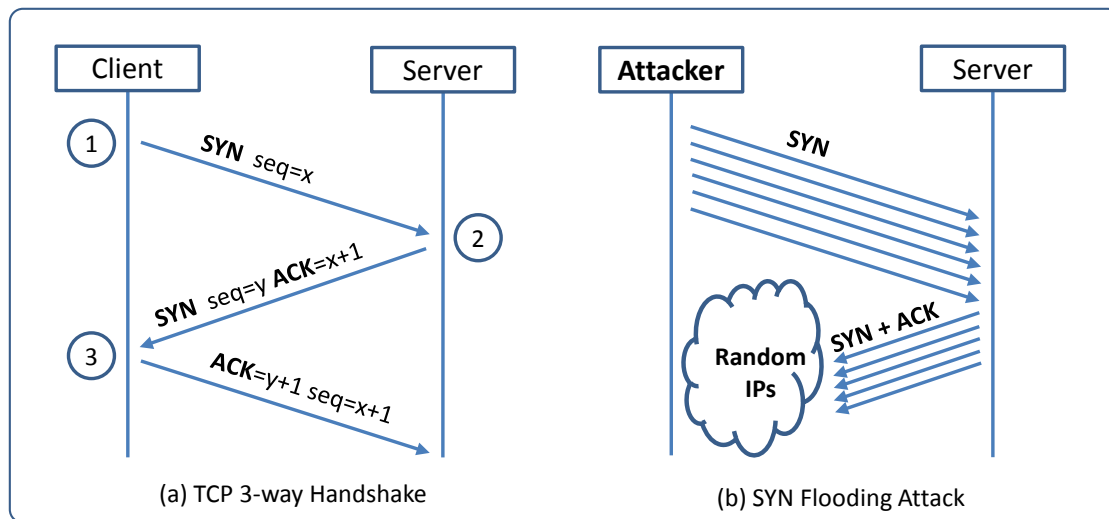 Client
Server
1
SYN seq=x
2
SYN seq=y ACK=x+1
3
ACK=y+1 seq=x+1
(a) TCP 3-way Handshake
Attacker
Server
SYN
SYN + ACK
Random
IPs
(b) SYN Flooding Attack